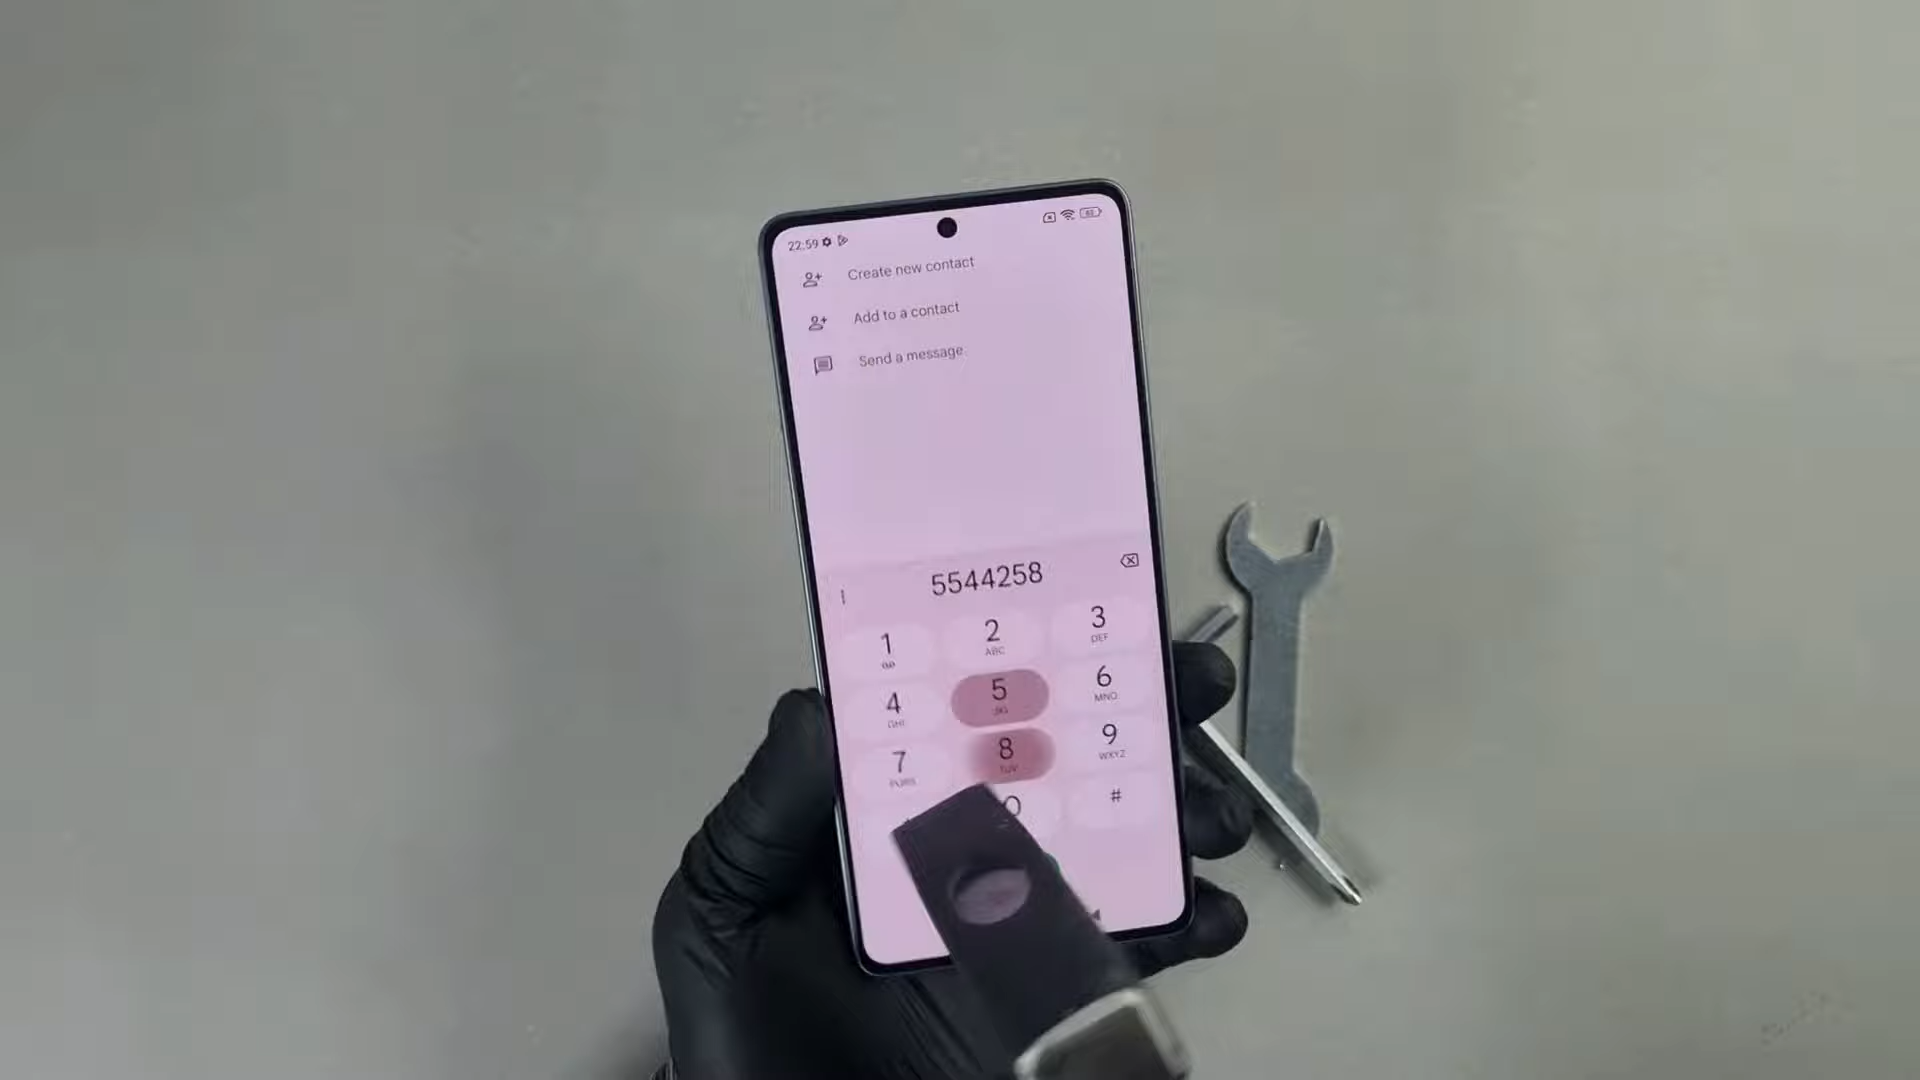 22:59
Create new contact
Add to a contact
Send a message
5544258
1 2 3
ABC DEF
4 5 6
GHI JKL MNO
7 8 9
PQRS TUV WXYZ
0 #